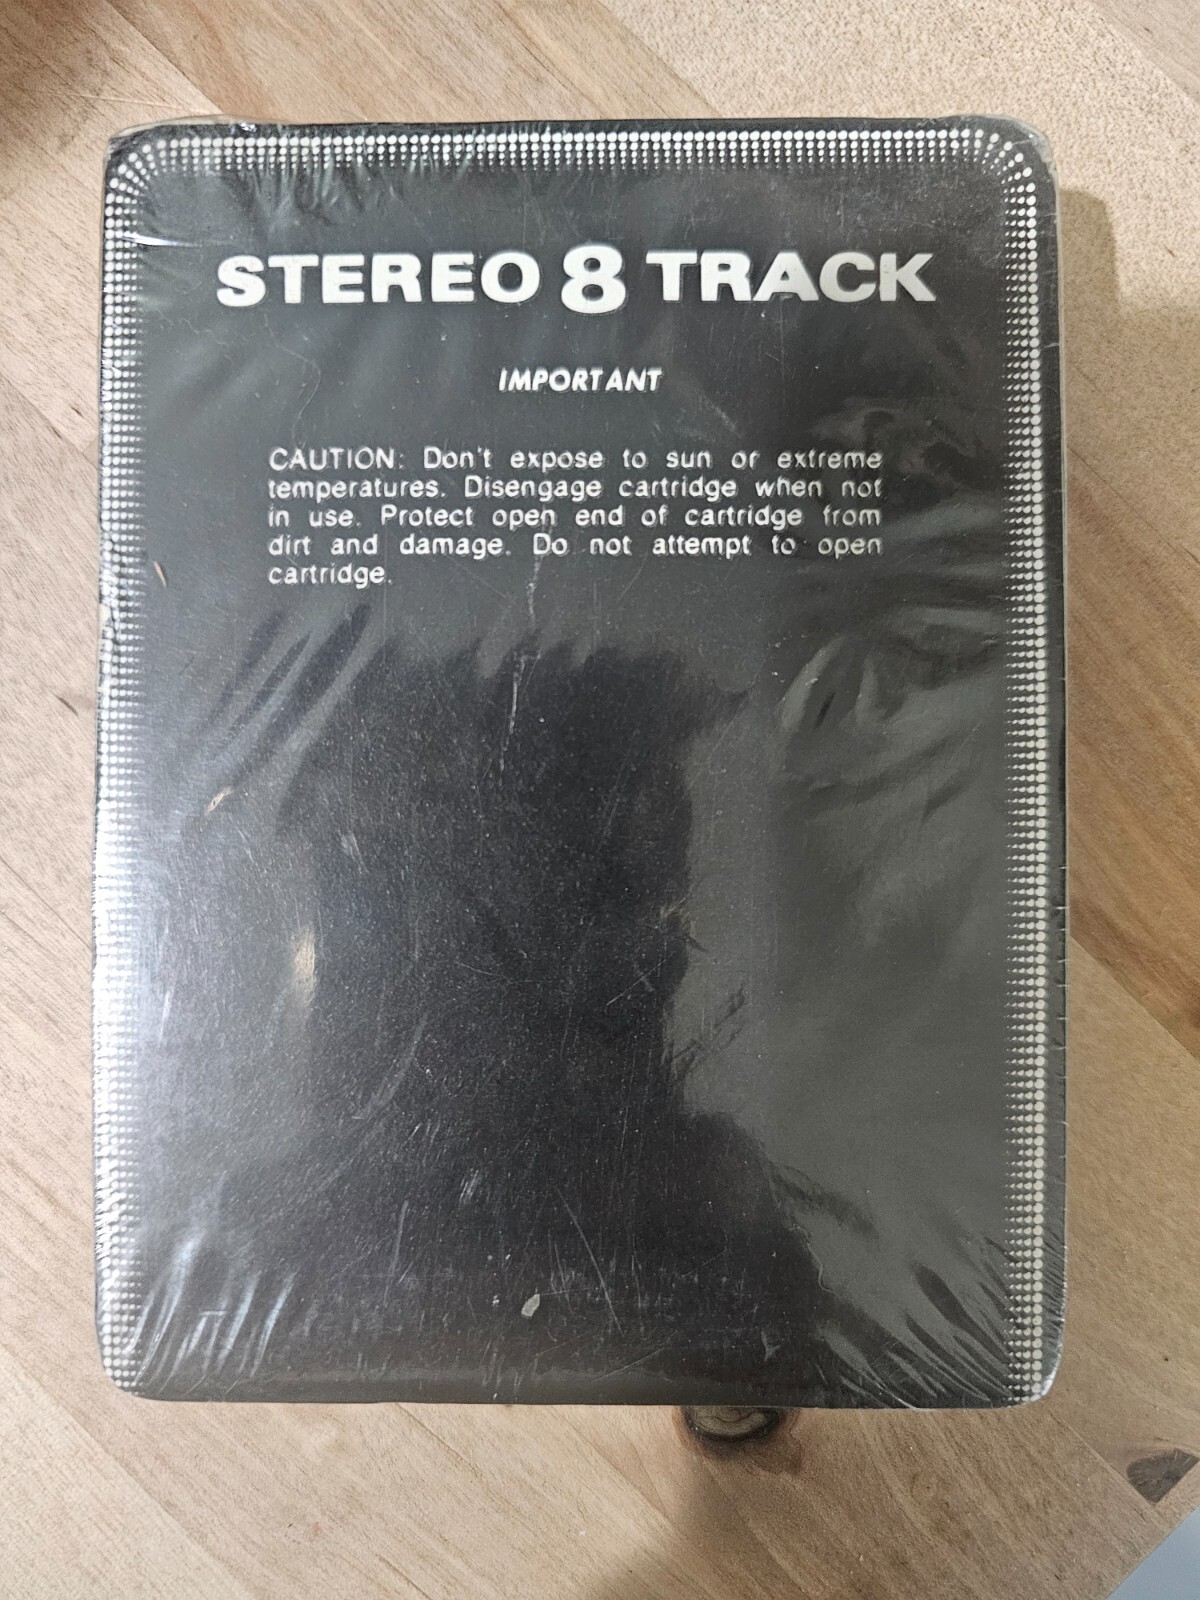 STEREO 8 TRACK
IMPORTANT
CAUTION: Don't expose to sun or extreme
temperatures. Disengage cartridge when not
in use. Protect open end of cartridge from
dirt and damage. Do not attempt to open
cartridge.